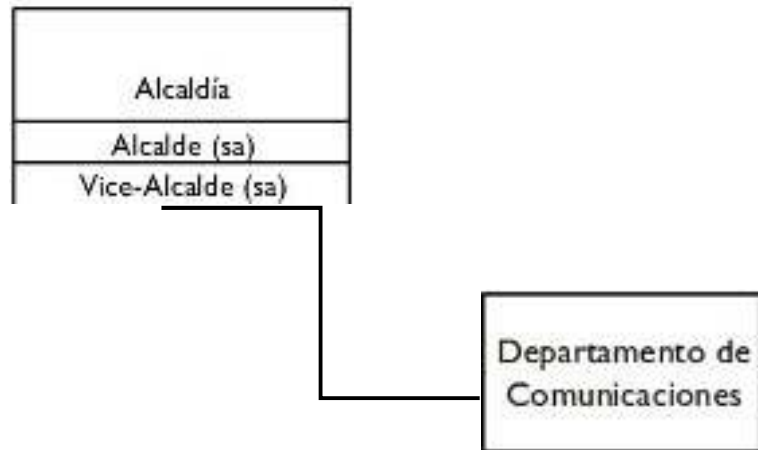 Alcaldía
Alcalde (sa)
Vice-Alcalde (sa)
Departamento de
Comunicaciones